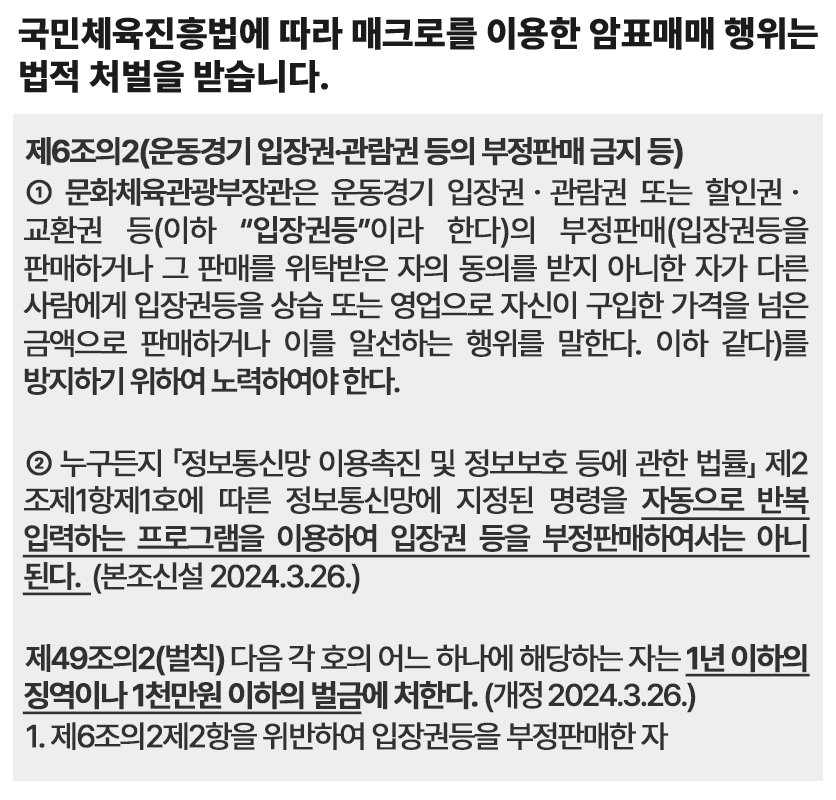 국민체육진흥법에 따라 매크로를 이용한 암표매매 행위는
법적 처벌을 받습니다.
제6조의2(운동경기 입장권·관람권 등의 부정판매 금지 등)
① 문화체육관광부장관은 운동경기 입장권 · 관람권 또는 할인권 ·
교환권 등(이하 “입장권등”이라 한다)의 부정판매(입장권등을
판매하거나 그 판매를 위탁받은 자의 동의를 받지 아니한 자가 다른
사람에게 입장권등을 상습 또는 영업으로 자신이 구입한 가격을 넘은
금액으로 판매하거나 이를 알선하는 행위를 말한다. 이하 같다)를
방지하기 위하여 노력하여야 한다.
② 누구든지 「정보통신망 이용촉진 및 정보보호 등에 관한 법률」 제2
조제1항제1호에 따른 정보통신망에 지정된 명령을 자동으로 반복
입력하는 프로그램을 이용하여 입장권 등을 부정판매하여서는 아니
된다. (본조신설 2024.3.26.)
제49조의2(벌칙) 다음 각 호의 어느 하나에 해당하는 자는 1년 이하의
징역이나 1천만원 이하의 벌금에 처한다. (개정 2024.3.26.)
1. 제6조의2제2항을 위반하여 입장권등을 부정판매한 자